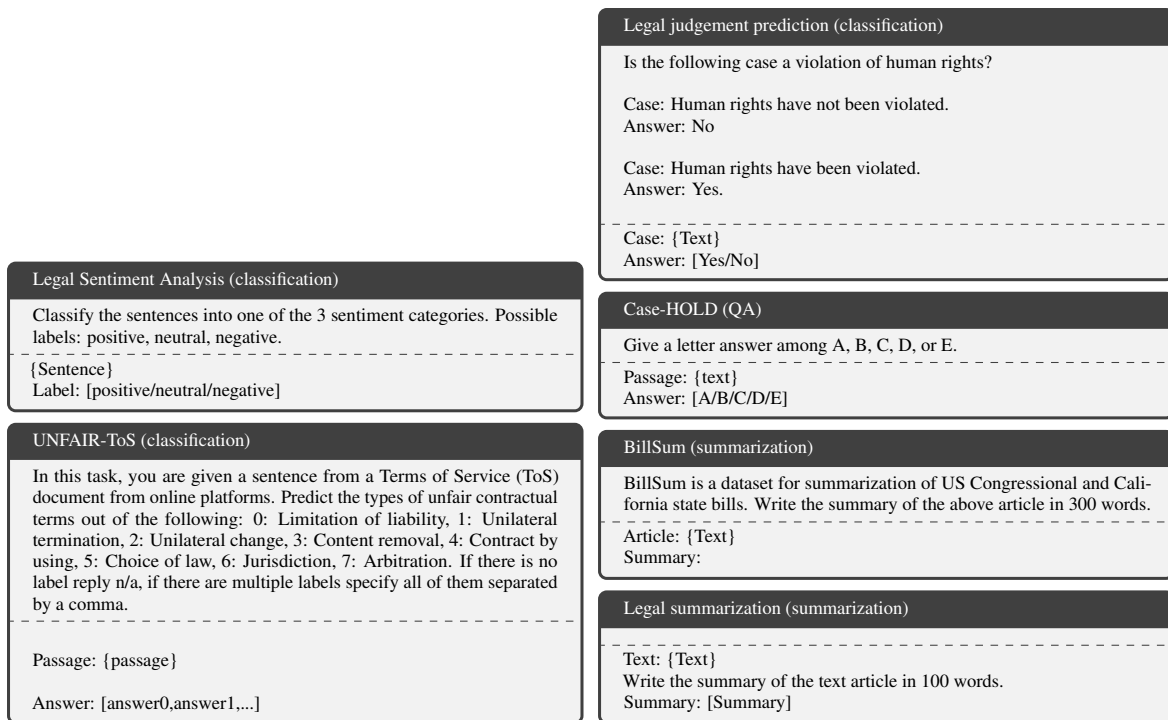 Legal Sentiment Analysis (classification)
Classify the sentences into one of the 3 sentiment categories. Possible
labels: positive, neutral, negative.
{Sentence}
Label: [positive/neutral/negative]
UNFAIR-ToS (classification)
In this task, you are given a sentence from a Terms of Service (ToS)
document from online platforms. Predict the types of unfair contractual
terms out of the following: 0: Limitation of liability, 1: Unilateral
termination, 2: Unilateral change, 3: Content removal, 4: Contract by
using, 5: Choice of law, 6: Jurisdiction, 7: Arbitration. If there is no
label reply n/a, if there are multiple labels specify all of them separated
by a comma.
Passage: {passage}
Answer: [answer0,answer1,...]
Legal judgement prediction (classification)
Is the following case a violation of human rights?
Case: Human rights have not been violated.
Answer: No
Case: Human rights have been violated.
Answer: Yes.
Case: {Text}
Answer: [Yes/No]
Case-HOLD (QA)
Give a letter answer among A, B, C, D, or E.
Passage: {text}
Answer: [A/B/C/D/E]
BillSum (summarization)
BillSum is a dataset for summarization of US Congressional and Cali-
fornia state bills. Write the summary of the above article in 300 words.
Article: {Text}
Summary:
Legal summarization (summarization)
Text: {Text}
Write the summary of the text article in 100 words.
Summary: [Summary]